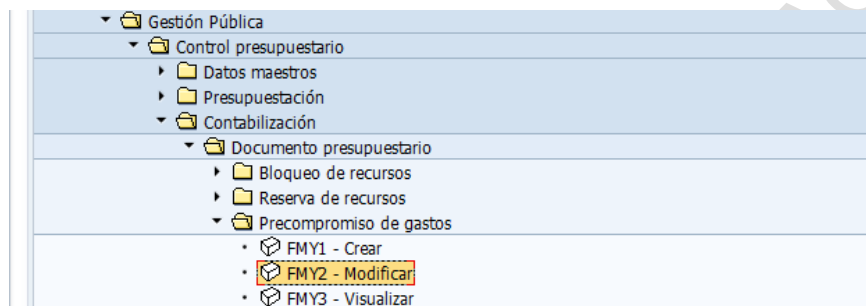 Gestión Pública
Control presupuestario
Datos maestros
Presupuestación
Contabilización
Documento presupuestario
Bloqueo de recursos
Reserva de recursos
Precompromiso de gastos
FMY1 - Crear
FMY2 - Modificar
FMY3 - Visualizar